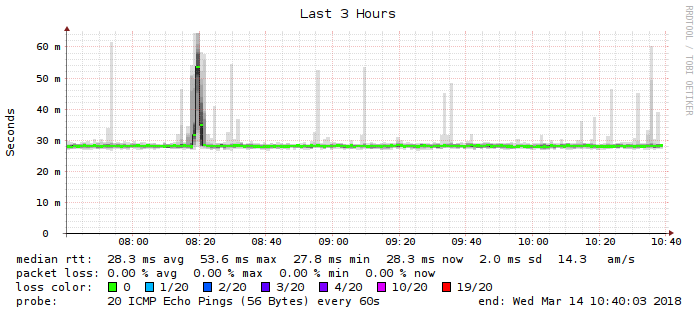 Last 3 Hours
RRDTOOL / TOBI OETIKER
Seconds
60 m
50 m
40 m
30 m
20 m
10 m
0
08:00 08:20 08:40 09:00 09:20 09:40 10:00 10:20 10:40
median rtt: 28.3 ms avg 53.6 ms max 27.8 ms min 28.3 ms now 2.0 ms sd 14.3 am/s
packet loss: 0.00 % avg 0.00 % max 0.00 % min 0.00 % now
loss color: 0 1/20 2/20 3/20 4/20 10/20 19/20
probe: 20 ICMP Echo Pings (56 Bytes) every 60s end: Wed Mar 14 10:40:03 2018